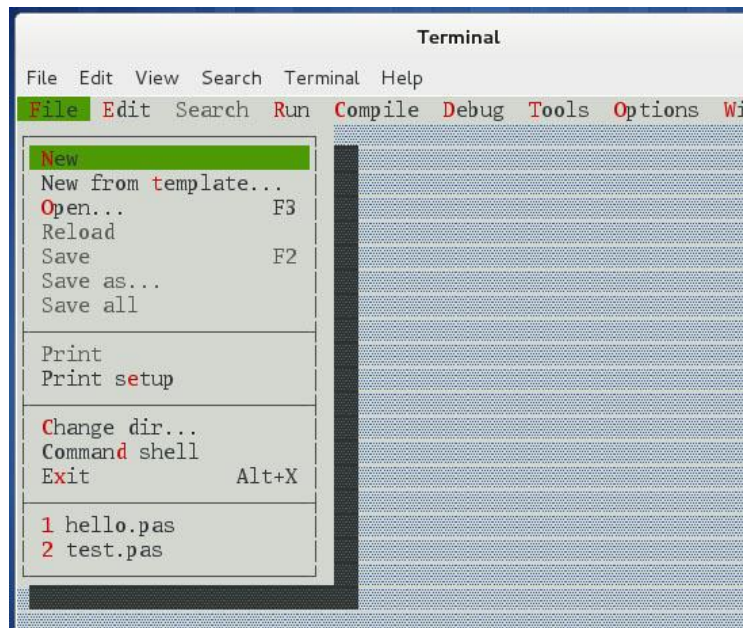 Terminal
File Edit View Search Terminal Help
File Edit Search Run Compile Debug Tools Options Wi
New
New from template...
Open... F3
Reload
Save F2
Save as...
Save all
Print
Print setup
Change dir...
Command shell
Exit Alt+X
1 hello.pas
2 test.pas